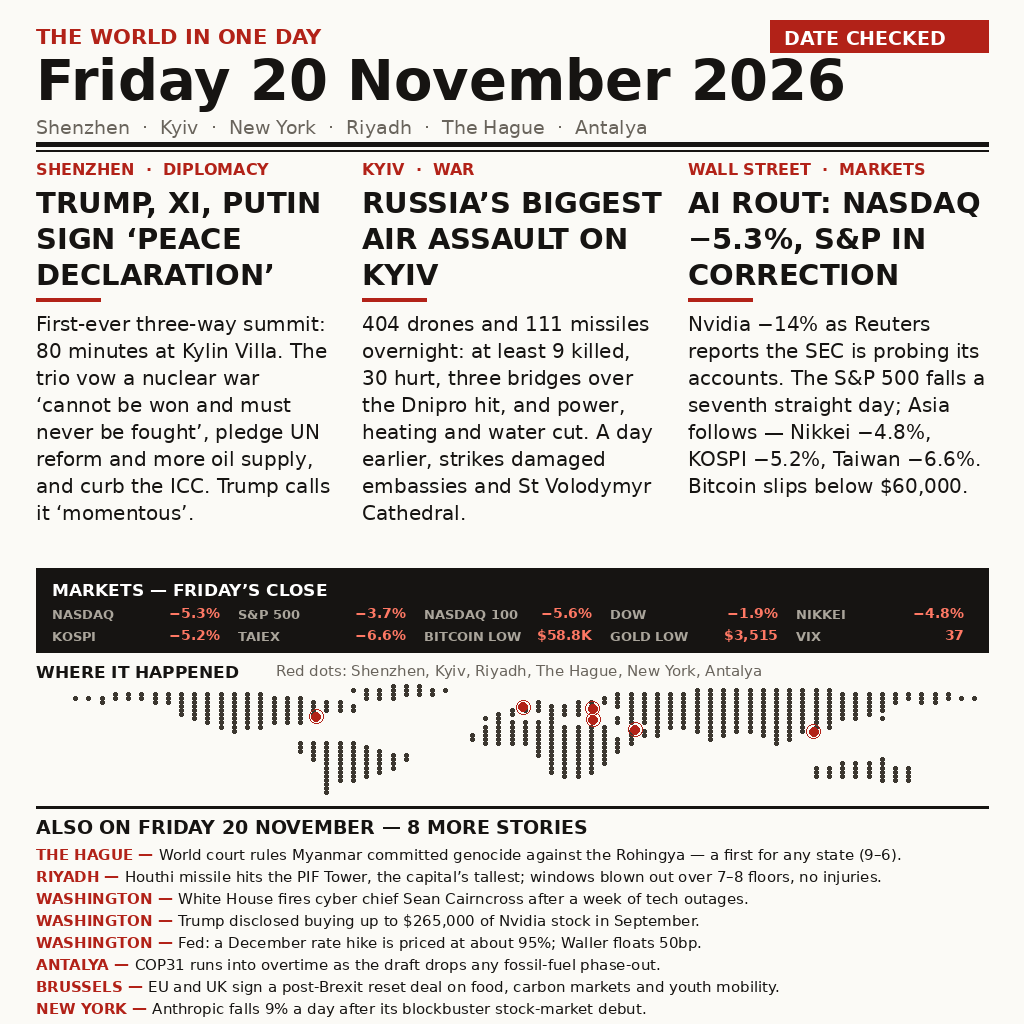 THE WORLD IN ONE DAY
DATE CHECKED
Friday 20 November 2026
Shenzhen · Kyiv · New York · Riyadh · The Hague · Antalya
SHENZHEN · DIPLOMACY
TRUMP, XI, PUTIN
SIGN ‘PEACE
DECLARATION’
First-ever three-way summit:
80 minutes at Kylin Villa. The
trio vow a nuclear war
‘cannot be won and must
never be fought’, pledge UN
reform and more oil supply,
and curb the ICC. Trump calls
it ‘momentous’.
KYIV · WAR
RUSSIA’S BIGGEST
AIR ASSAULT ON
KYIV
404 drones and 111 missiles
overnight: at least 9 killed,
30 hurt, three bridges over
the Dnipro hit, and power,
heating and water cut. A day
earlier, strikes damaged
embassies and St Volodymyr
Cathedral.
WALL STREET · MARKETS
AI ROUT: NASDAQ
−5.3%, S&P IN
CORRECTION
Nvidia −14% as Reuters
reports the SEC is probing its
accounts. The S&P 500 falls a
seventh straight day; Asia
follows — Nikkei −4.8%,
KOSPI −5.2%, Taiwan −6.6%.
Bitcoin slips below $60,000.
MARKETS — FRIDAY’S CLOSE
NASDAQ −5.3% S&P 500 −3.7% NASDAQ 100 −5.6% DOW −1.9% NIKKEI −4.8%
KOSPI −5.2% TAIEX −6.6% BITCOIN LOW $58.8K GOLD LOW $3,515 VIX 37
WHERE IT HAPPENED
Red dots: Shenzhen, Kyiv, Riyadh, The Hague, New York, Antalya
ALSO ON FRIDAY 20 NOVEMBER — 8 MORE STORIES
THE HAGUE — World court rules Myanmar committed genocide against the Rohingya — a first for any state (9–6).
RIYADH — Houthi missile hits the PIF Tower, the capital’s tallest; windows blown out over 7–8 floors, no injuries.
WASHINGTON — White House fires cyber chief Sean Cairncross after a week of tech outages.
WASHINGTON — Trump disclosed buying up to $265,000 of Nvidia stock in September.
WASHINGTON — Fed: a December rate hike is priced at about 95%; Waller floats 50bp.
ANTALYA — COP31 runs into overtime as the draft drops any fossil-fuel phase-out.
BRUSSELS — EU and UK sign a post-Brexit reset deal on food, carbon markets and youth mobility.
NEW YORK — Anthropic falls 9% a day after its blockbuster stock-market debut.